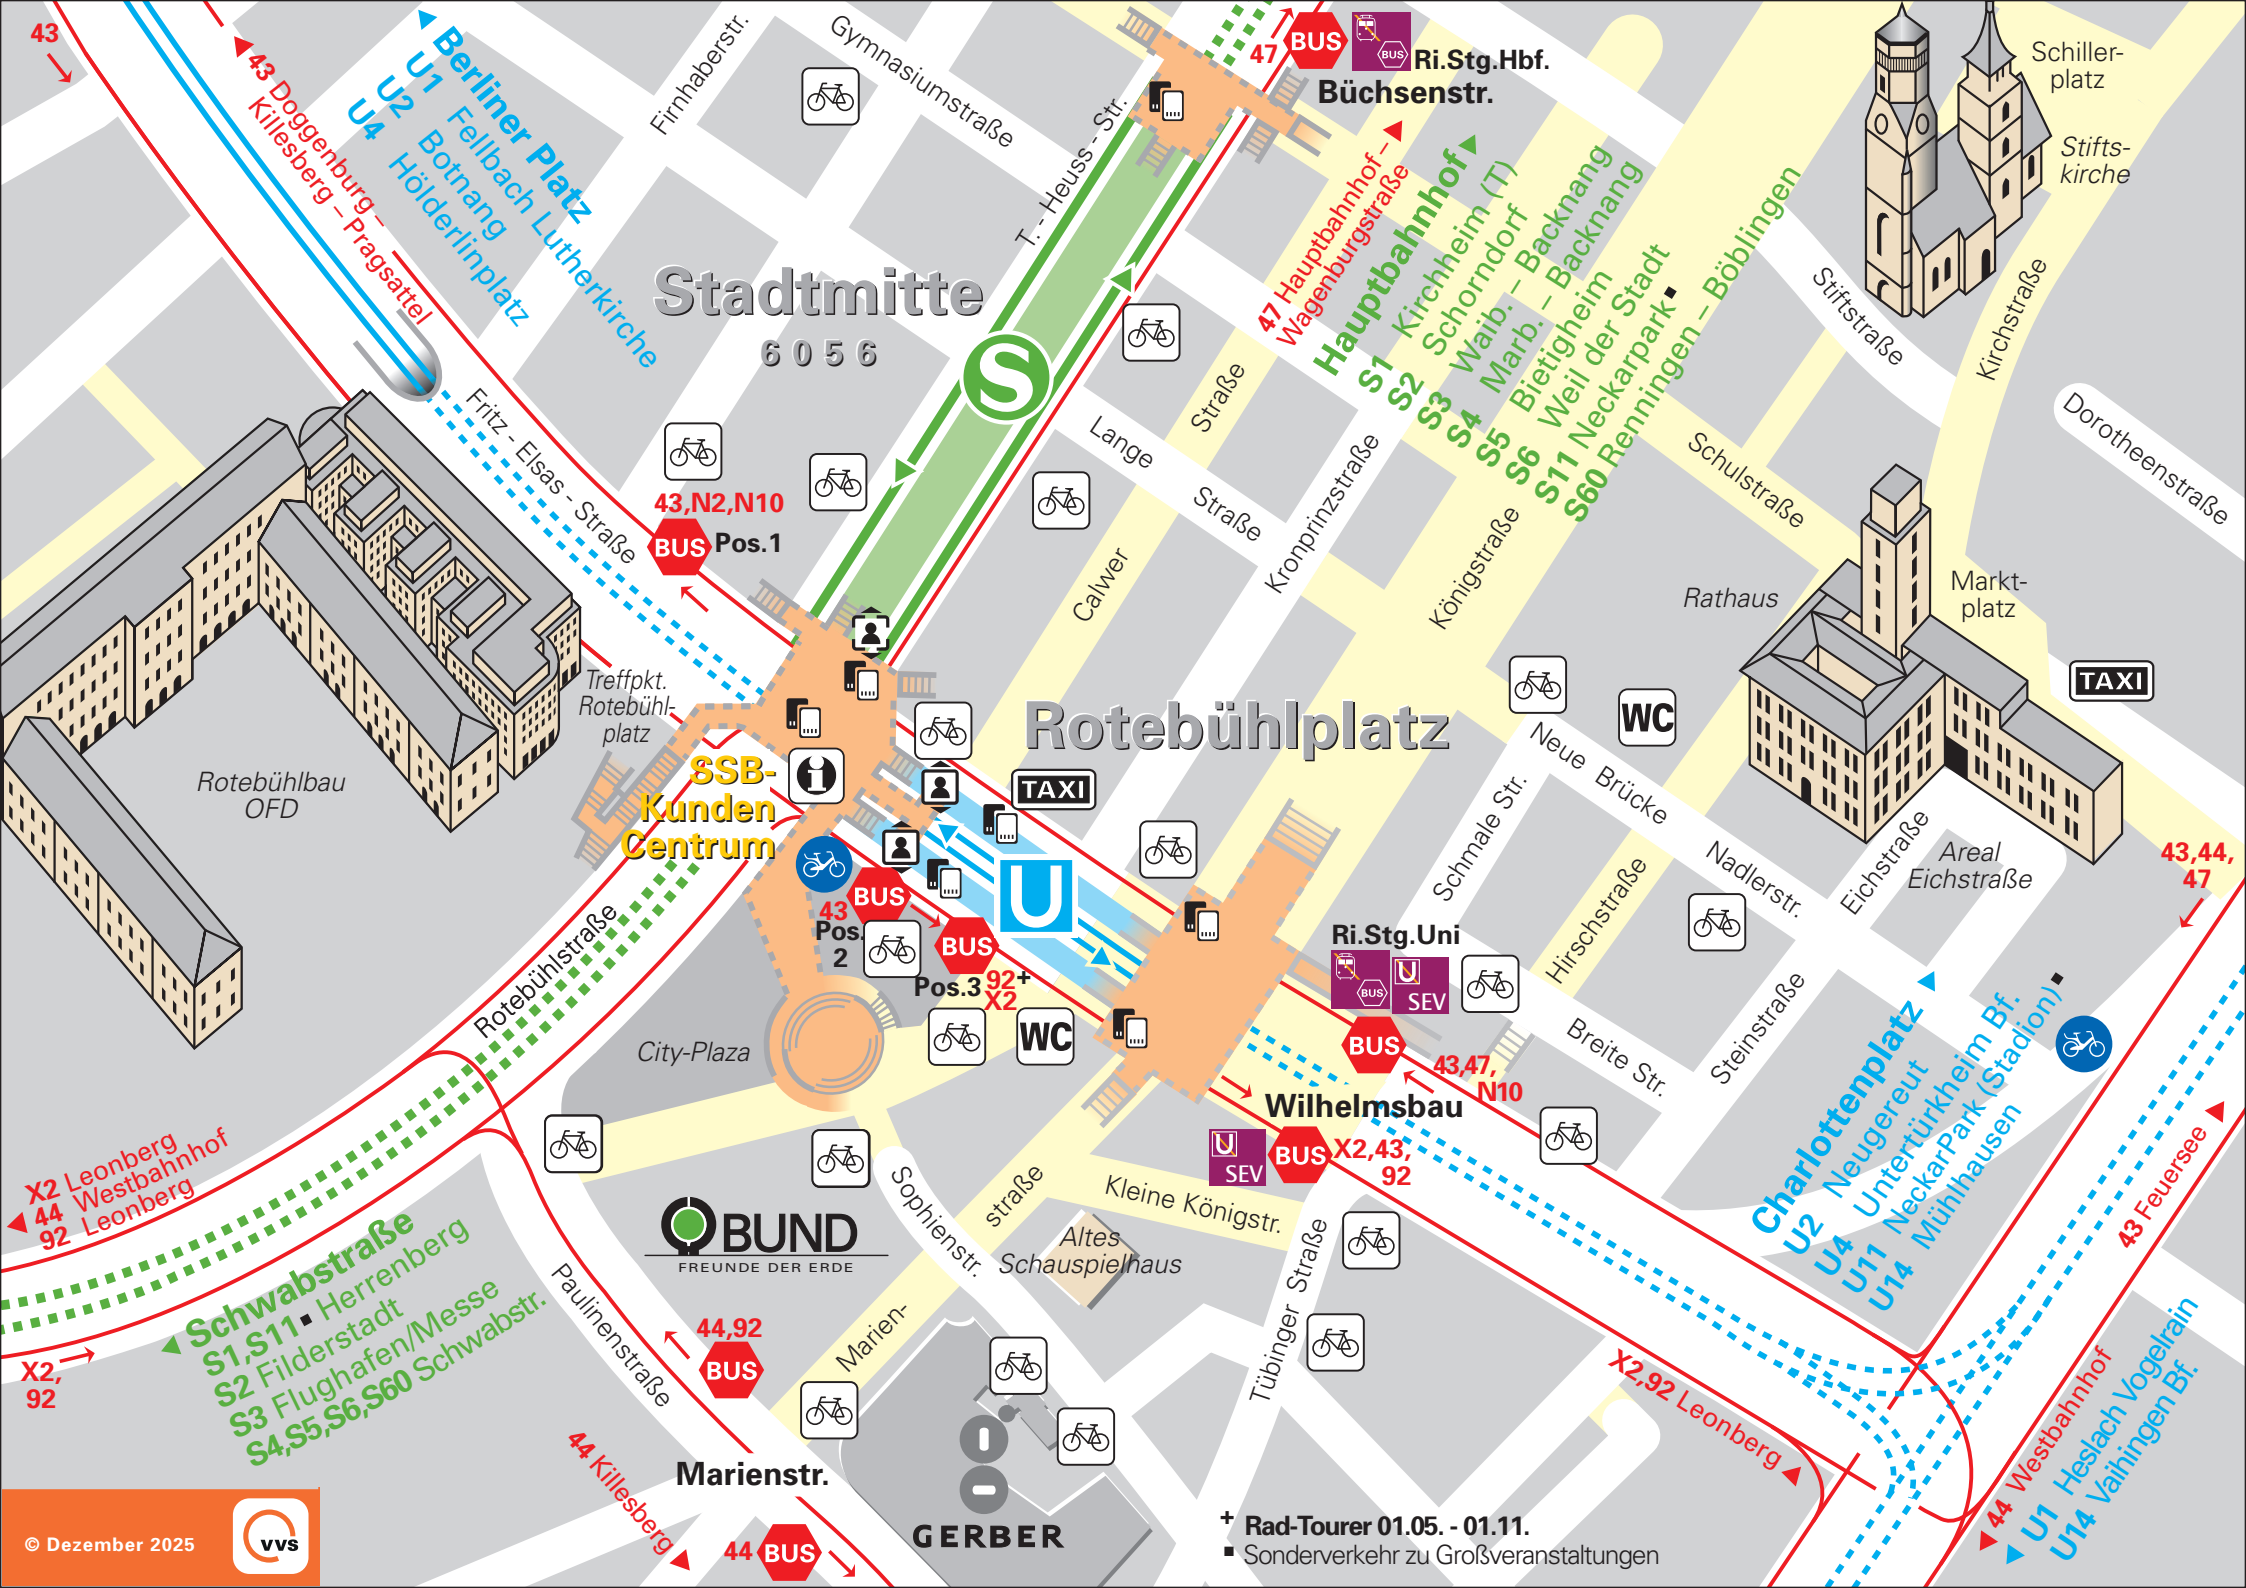 43
43 Doggenburg –
Killesberg – Pragsattel
Berliner Platz
U1 Fellbach Lutherkirche
U2 Botnang
U4 Hölderlinplatz
Firnhaberstr.
Gymnasiumstraße
T. - Heuss - Str.
47
BUS
BUS
Ri.Stg.Hbf.
Büchsenstr.
47 Hauptbahnhof –
Wagenburgstraße
Hauptbahnhof
S1 Kirchheim (T)
S2 Schorndorf
S3 Waib. – Backnang
S4 Marb. – Backnang
S5 Bietigheim
S6 Weil der Stadt
S11 Neckarpark
S60 Renningen – Böblingen
Schiller-
platz
Stifts-
kirche
Stiftstraße
Kirchstraße
Dorotheenstraße
Schulstraße
Stadtmitte
6056
S
Fritz - Elsas - Straße
43,N2,N10
BUS
Pos.1
Lange
Straße
Straße
Calwer
Kronprinzstraße
Königstraße
Rathaus
Markt-
platz
TAXI
Treffpkt.
Rotebühl-
platz
Rotebühlbau
OFD
SSB-
Kunden
Centrum
i
Rotebühlplatz
TAXI
U
WC
Neue Brücke
Schmale Str.
Nadlerstr.
Hirschstraße
Eichstraße
Areal
Eichstraße
43,44,
47
BUS
43
Pos.
2
BUS
Pos.3
92+
X2
WC
City-Plaza
Rotebühlstraße
Ri.Stg.Uni
BUS
U
SEV
BUS
43,47,
N10
Wilhelmsbau
U
SEV
BUS
X2,43,
92
Breite Str.
Steinstraße
Charlottenplatz
U2 Neugereut
U4 Untertürkheim Bf.
U11 NeckarPark (Stadion)
U14 Mühlhausen
43 Feuersee
X2 Leonberg
44 Westbahnhof
92 Leonberg
Schwabstraße
S1,S11 Herrenberg
S2 Filderstadt
S3 Flughafen/Messe
S4,S5,S6,S60 Schwabstr.
X2,
92
BUND
FREUNDE DER ERDE
Sophienstr.
straße
Marien-
Kleine Königstr.
Altes
Schauspielhaus
Tübinger Straße
Paulinenstraße
44,92
BUS
Marienstr.
44 Killesberg
44
BUS
GERBER
X2,92 Leonberg
44 Westbahnhof
U1 Heslach Vogelrain
U14 Vaihingen Bf.
+ Rad-Tourer 01.05. - 01.11.
▪ Sonderverkehr zu Großveranstaltungen
© Dezember 2025
vvs